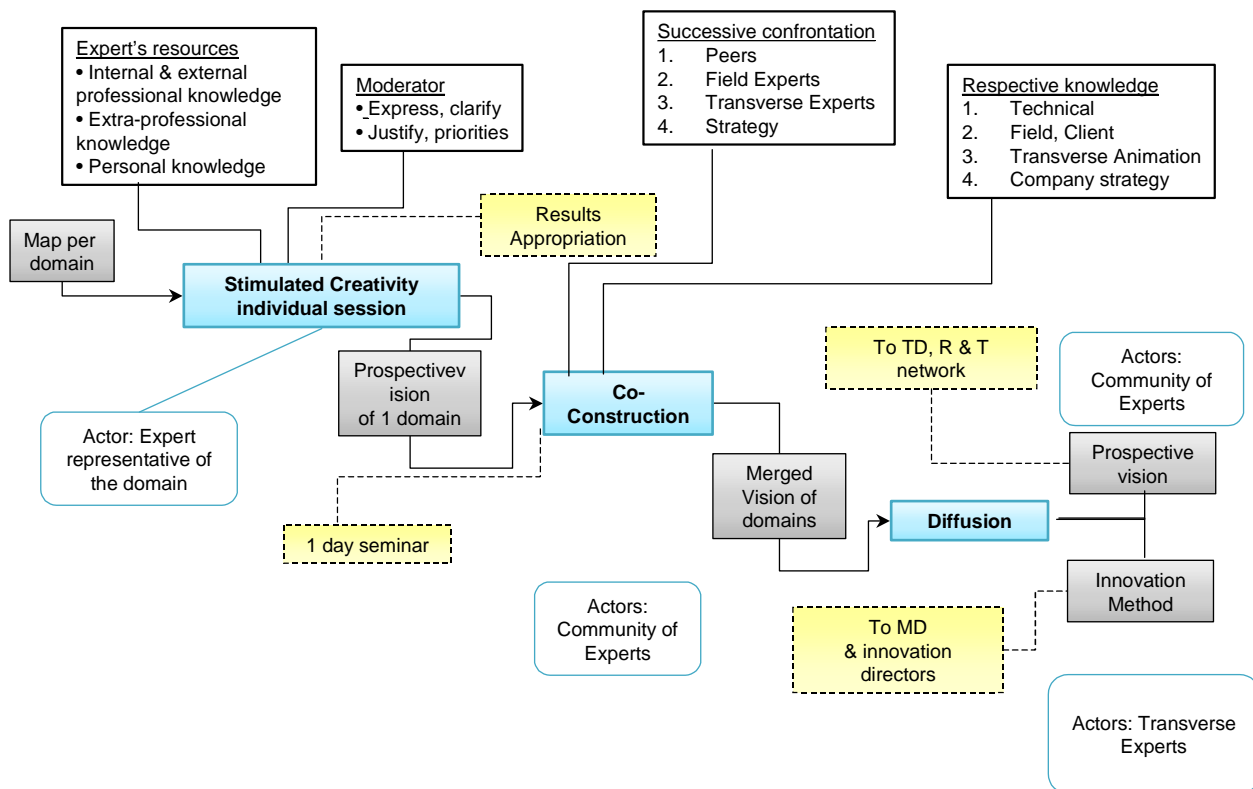 Expert's resources
• Internal & external
professional knowledge
• Extra-professional
knowledge
• Personal knowledge
Moderator
• Express, clarify
• Justify, priorities
Successive confrontation
1. Peers
2. Field Experts
3. Transverse Experts
4. Strategy
Respective knowledge
1. Technical
2. Field, Client
3. Transverse Animation
4. Company strategy
Map per
domain
Results
Appropriation
Stimulated Creativity
individual session
Prospectivev
ision
of 1 domain
Actor: Expert
representative of
the domain
1 day seminar
Co-
Construction
Actors:
Community of
Experts
Merged
Vision of
domains
To TD, R & T
network
Actors:
Community of
Experts
Prospective
vision
Diffusion
Innovation
Method
To MD
& innovation
directors
Actors: Transverse
Experts